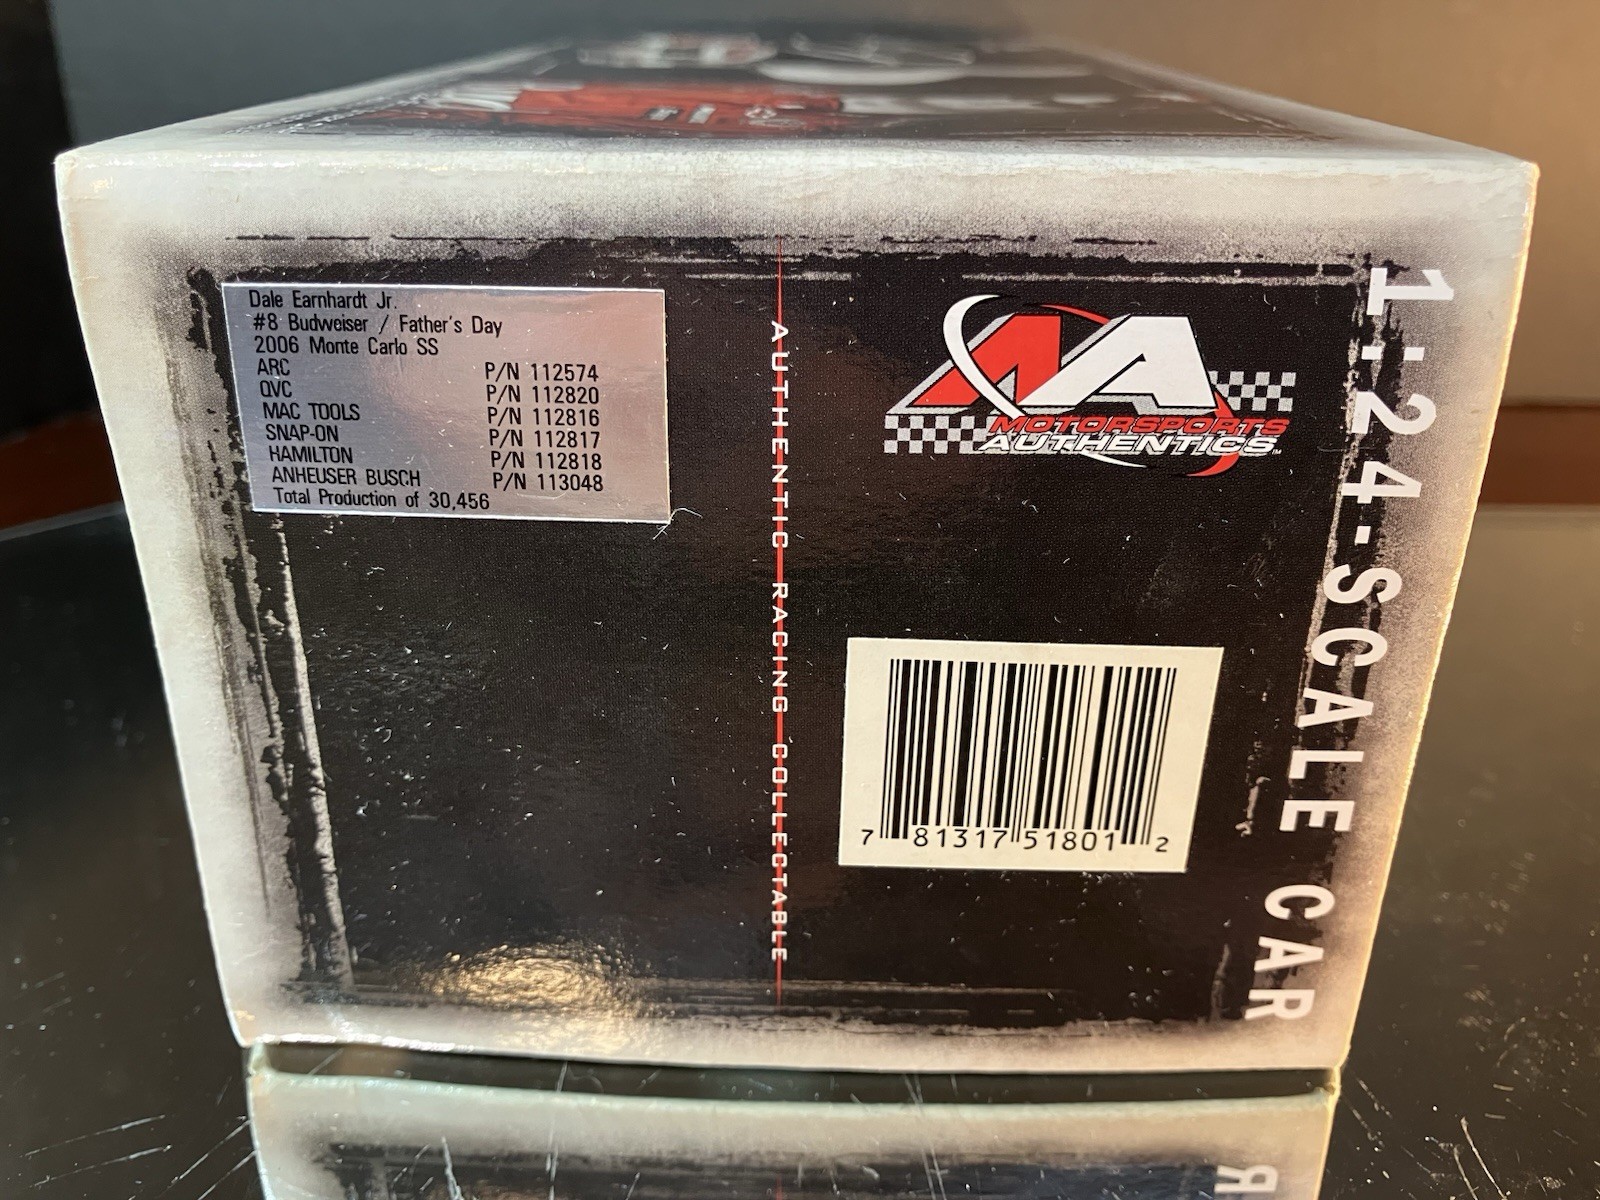 Dale Earnhardt Jr.
#8 Budweiser / Father's Day
2006 Monte Carlo SS
ARC P/N 112574
QVC P/N 112820
MAC TOOLS P/N 112816
SNAP-ON P/N 112817
HAMILTON P/N 112818
ANHEUSER BUSCH P/N 113048
Total Production of 30,456
AUTHENTIC RACING COLLECTABLE
MA
MOTORSPORTS
AUTHENTICS™
7 81317 51801 2
1:24-SCALE CAR